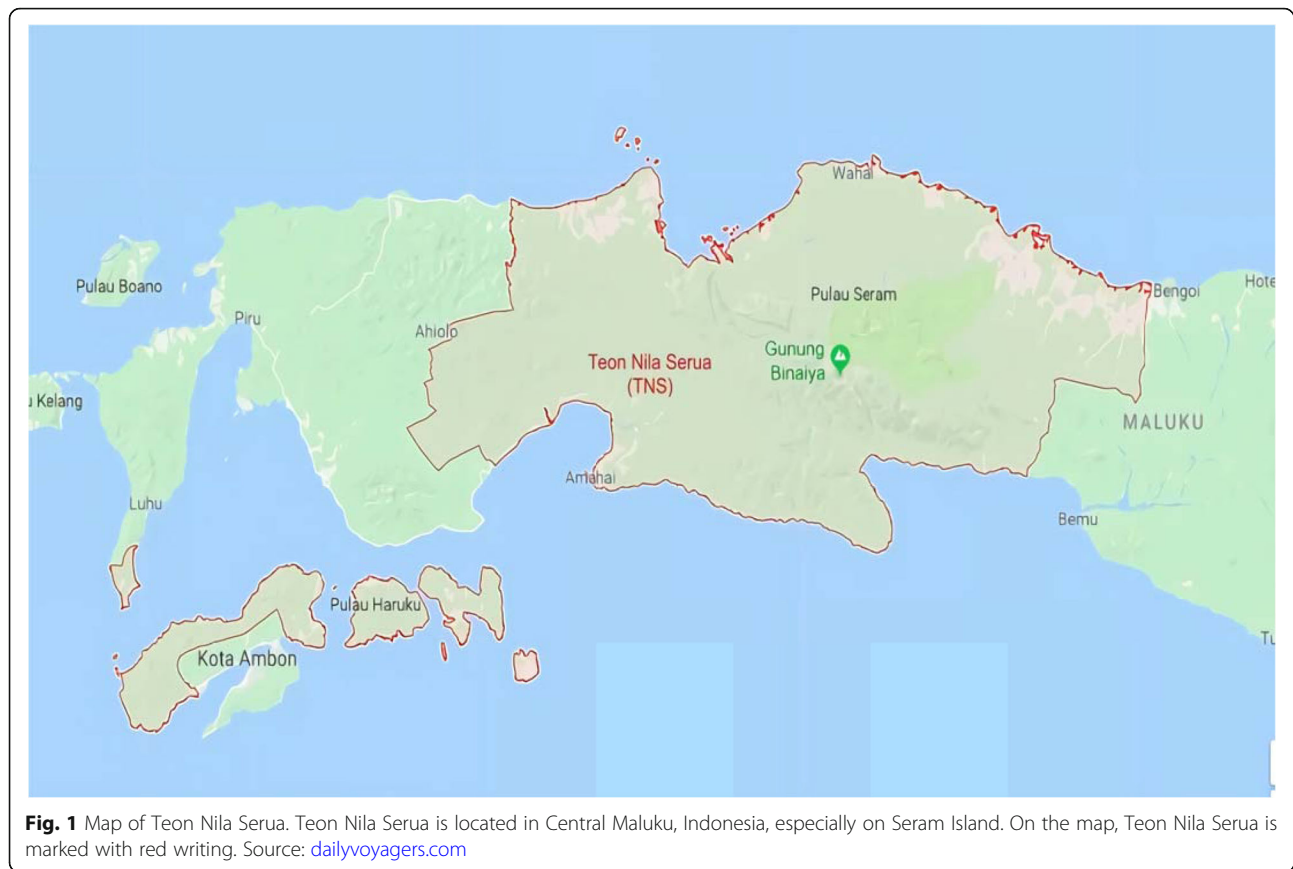 Wahai
Pulau Boano
Piru
Ahiolo
Pulau Seram
Bengoi
Hote
Gunung
Binaiya
Teon Nila Serua
(TNS)
u Kelang
MALUKU
Luhu
Amahai
Bemu
Pulau Haruku
Kota Ambon
Tu
Fig. 1 Map of Teon Nila Serua. Teon Nila Serua is located in Central Maluku, Indonesia, especially on Seram Island. On the map, Teon Nila Serua is
marked with red writing. Source: dailyvoyagers.com